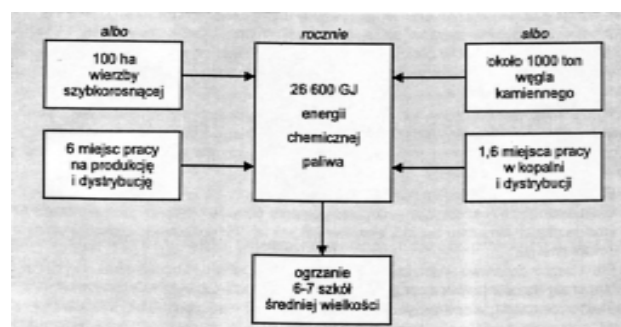 albo
100 ha
wierzby
szybkorosnącej
6 miejsc pracy
na produkcję
i dystrybucję
rocznie
26 600 GJ
energii
chemicznej
paliwa
albo
około 1000 ton
węgla
kamiennego
1,6 miejsca pracy
w kopalni
i dystrybucji
ogrzanie
6-7 szkół
średniej wielkości